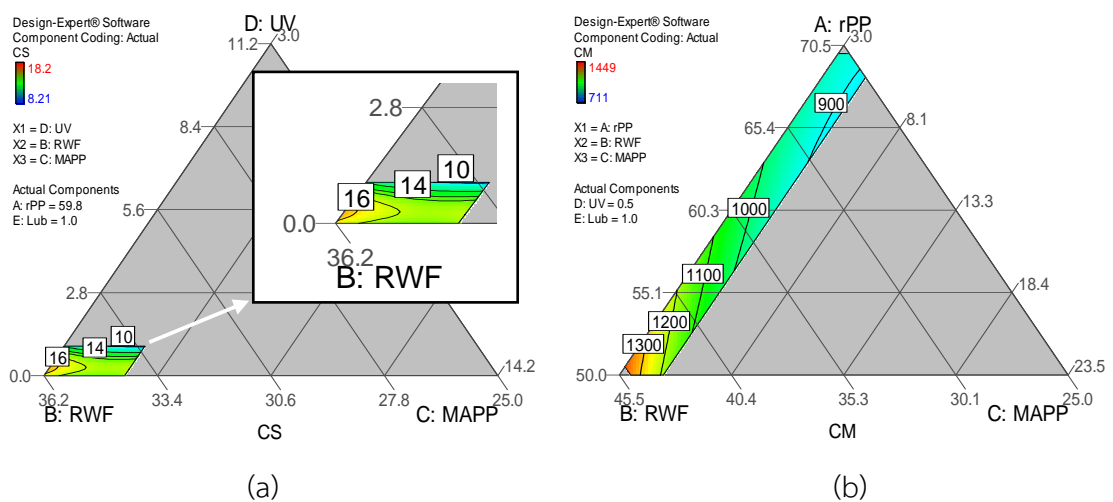 Design-Expert® Software
Component Coding: Actual
CS
18.2
8.21
X1 = D: UV
X2 = B: RWF
X3 = C: MAPP
Actual Components
A: rPP = 59.8
E: Lub = 1.0
D: UV
11.2
3.0
8.4
5.6
2.8
0.0
16
14
10
36.2
33.4
30.6
27.8
25.0
14.2
B: RWF
C: MAPP
CS
2.8
10
14
16
0.0
36.2
B: RWF
(a)
Design-Expert® Software
Component Coding: Actual
CM
1449
711
X1 = A: rPP
X2 = B: RWF
X3 = C: MAPP
Actual Components
D: UV = 0.5
E: Lub = 1.0
A: rPP
70.5
3.0
900
65.4
8.1
60.3
1000
13.3
1100
55.1
18.4
1200
1300
50.0
23.5
45.5
40.4
35.3
30.1
25.0
B: RWF
C: MAPP
CM
(b)